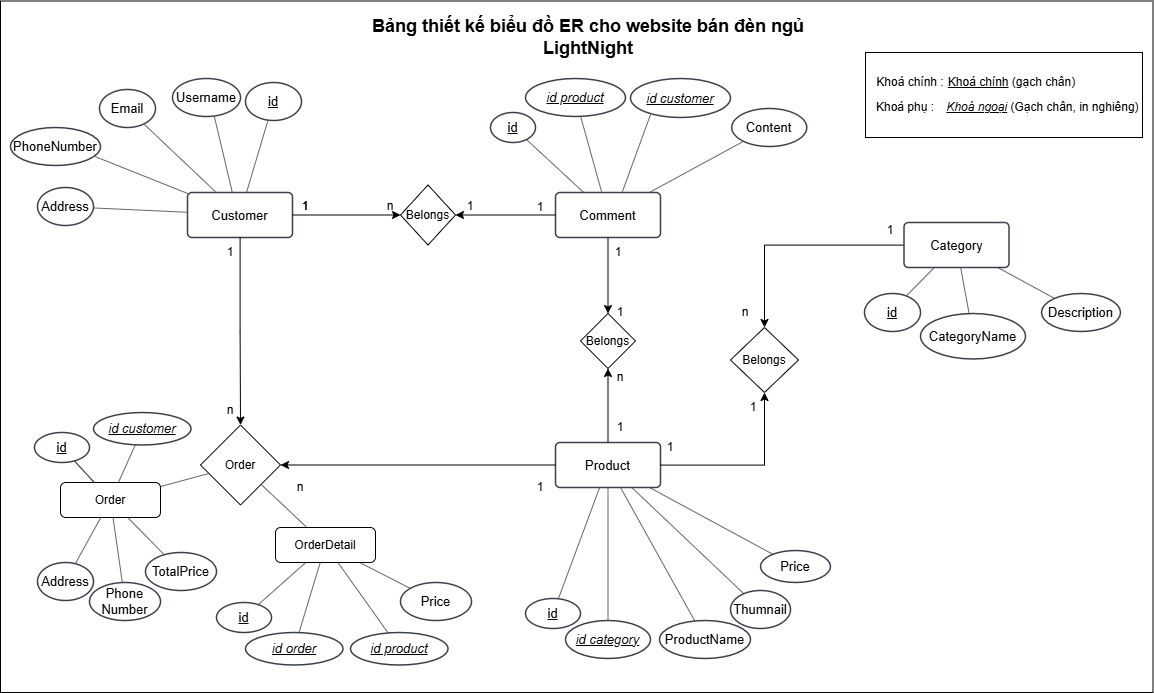 Bảng thiết kế biểu đồ ER cho website bán đèn ngủ
LightNight
Khoá chính : Khoá chính (gạch chân)
Khoá phụ : Khoá ngoại (Gạch chân, in nghiêng)
Email
Username
id
PhoneNumber
Address
Customer
id product
id customer
id
Content
Comment
1
n
Belongs
1
1
1
1
1
Belongs
n
1
Category
1
id
CategoryName
Description
n
Belongs
1
1
n
Order
n
1
Product
1
id customer
id
Order
Address
Phone
Number
TotalPrice
OrderDetail
id
id order
id product
Price
id
id category
ProductName
Thumnail
Price